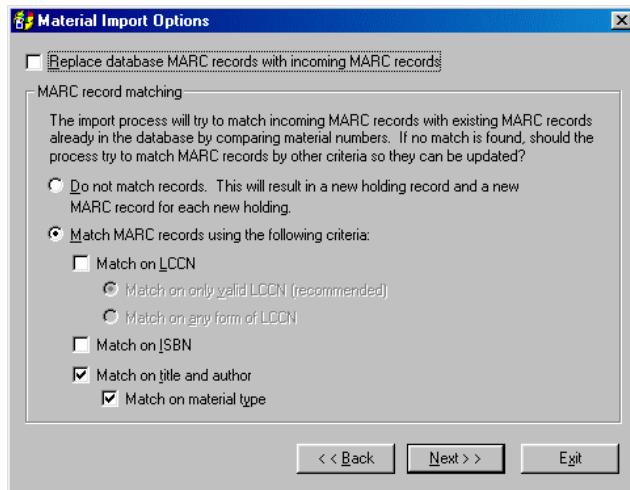 Material Import Options
Replace database MARC records with incoming MARC records
MARC record matching
The import process will try to match incoming MARC records with existing MARC records
already in the database by comparing material numbers. If no match is found, should the
process try to match MARC records by other criteria so they can be updated?
Do not match records. This will result in a new holding record and a new
MARC record for each new holding.
Match MARC records using the following criteria:
Match on LCCN
Match on only valid LCCN (recommended)
Match on any form of LCCN
Match on ISBN
Match on title and author
Match on material type
< < Back
Next > >
Exit